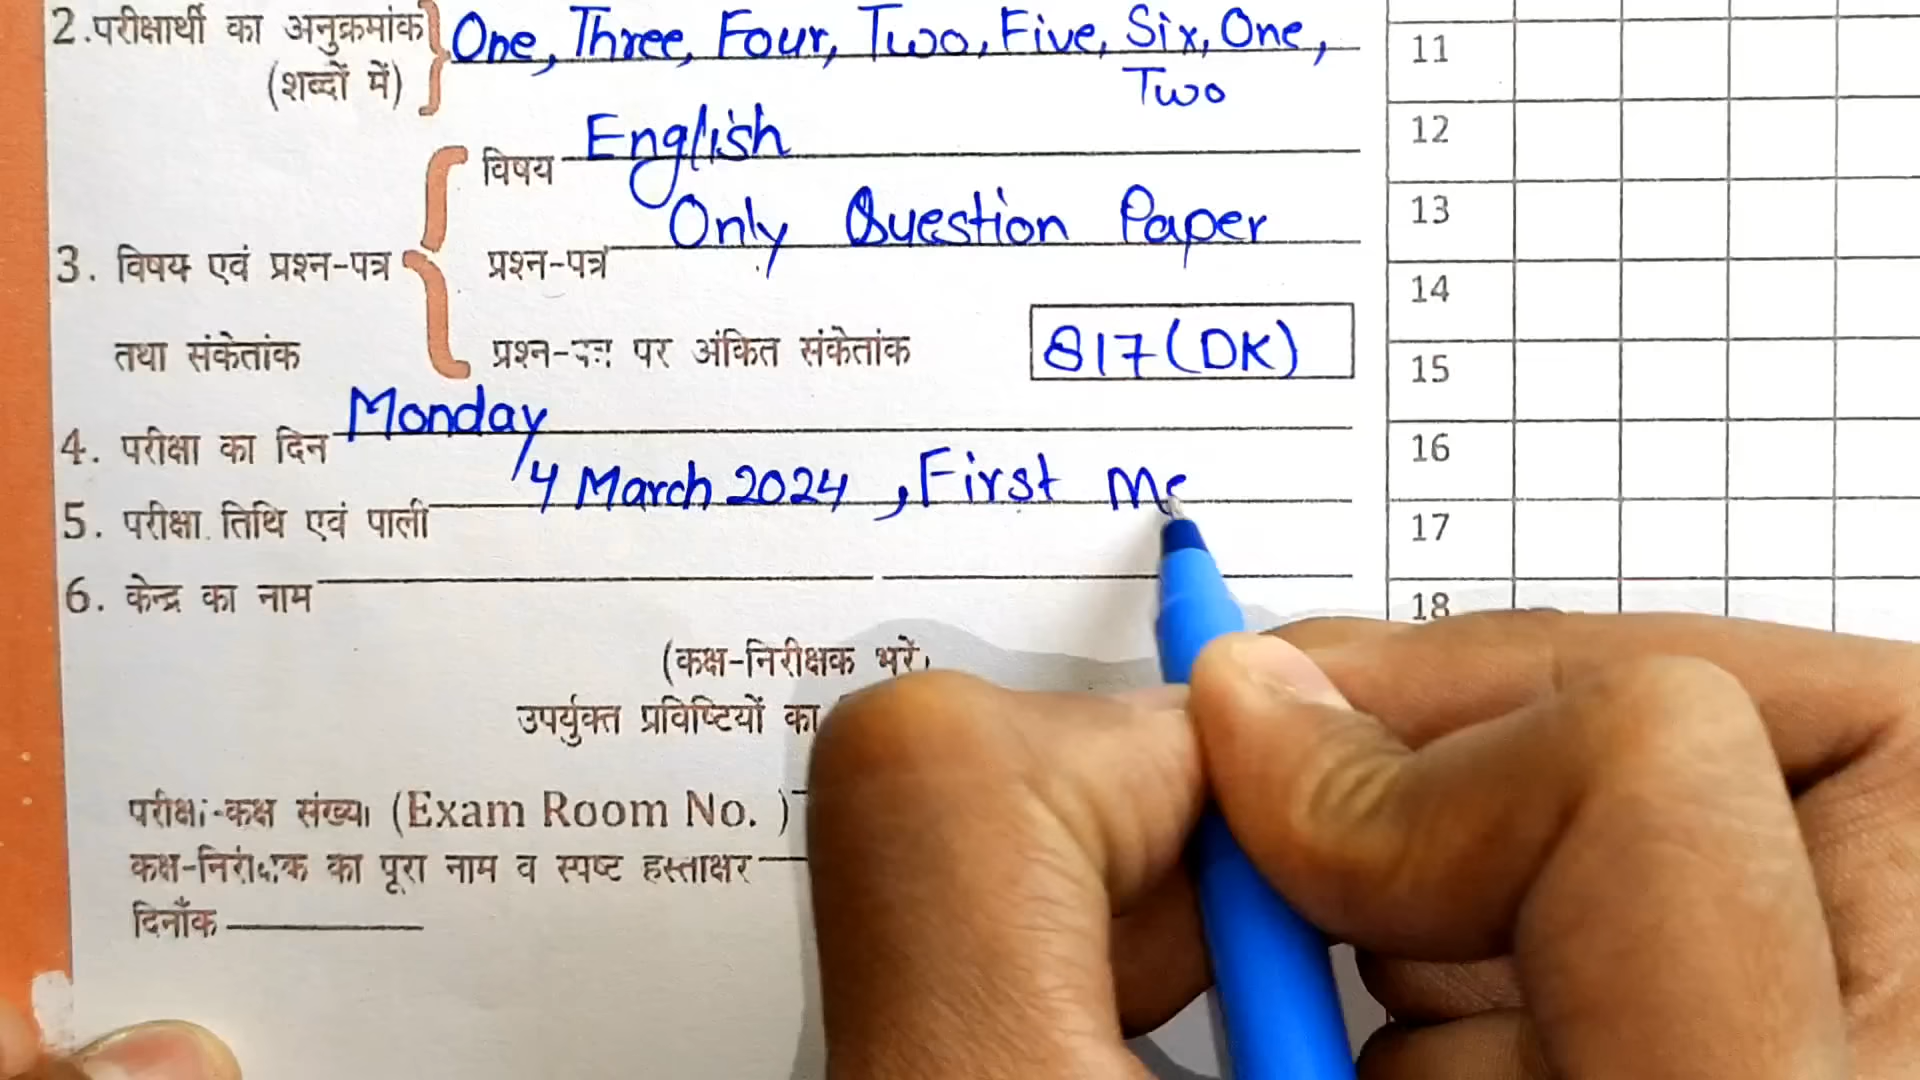 2.परीक्षार्थी का अनुक्रमांक One, Three, Four, Two, Five, Six, One,
(शब्दों में) Two
विषय English
3. विषय एवं प्रश्न-पत्र प्रश्न-पत्र Only Question Paper
तथा संकेतांक प्रश्न-पत्र पर अंकित संकेतांक 817(DK)
4. परीक्षा का दिन Monday
5. परीक्षा तिथि एवं पाली 4 March 2024, First Me
6. केन्द्र का नाम
(कक्ष-निरीक्षक भरें)
उपर्युक्त प्रविष्टियों का
परीक्षा-कक्ष संख्या (Exam Room No. )
कक्ष-निरीक्षक का पूरा नाम व स्पष्ट हस्ताक्षर
दिनाँक
11
12
13
14
15
16
17
18